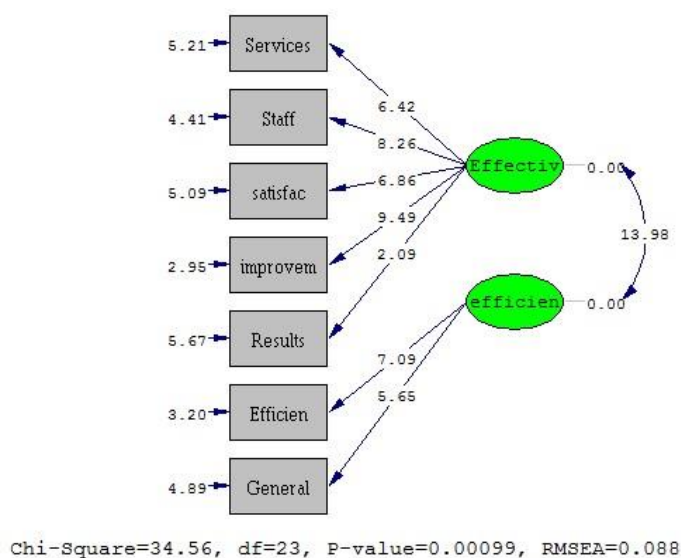 5.21 Services
6.42
4.41 Staff
8.26
Effectiv 0.00
5.09 satisfac
6.86
9.49
13.98
2.95 improvem
2.09
efficien 0.00
5.67 Results
7.09
3.20 Efficien
5.65
4.89 General
Chi-Square=34.56, df=23, P-value=0.00099, RMSEA=0.088